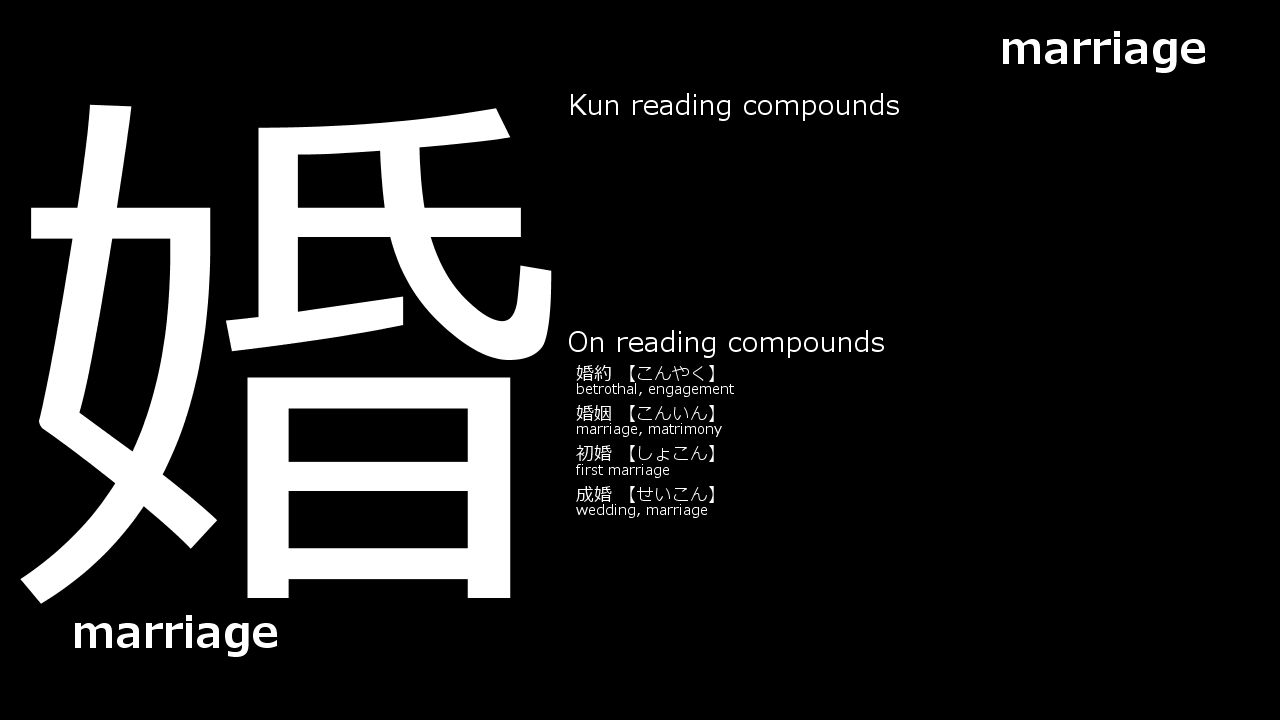 marriage
婚
marriage
Kun reading compounds
On reading compounds
婚約 【こんやく】
betrothal, engagement
婚姻 【こんいん】
marriage, matrimony
初婚 【しょこん】
first marriage
成婚 【せいこん】
wedding, marriage